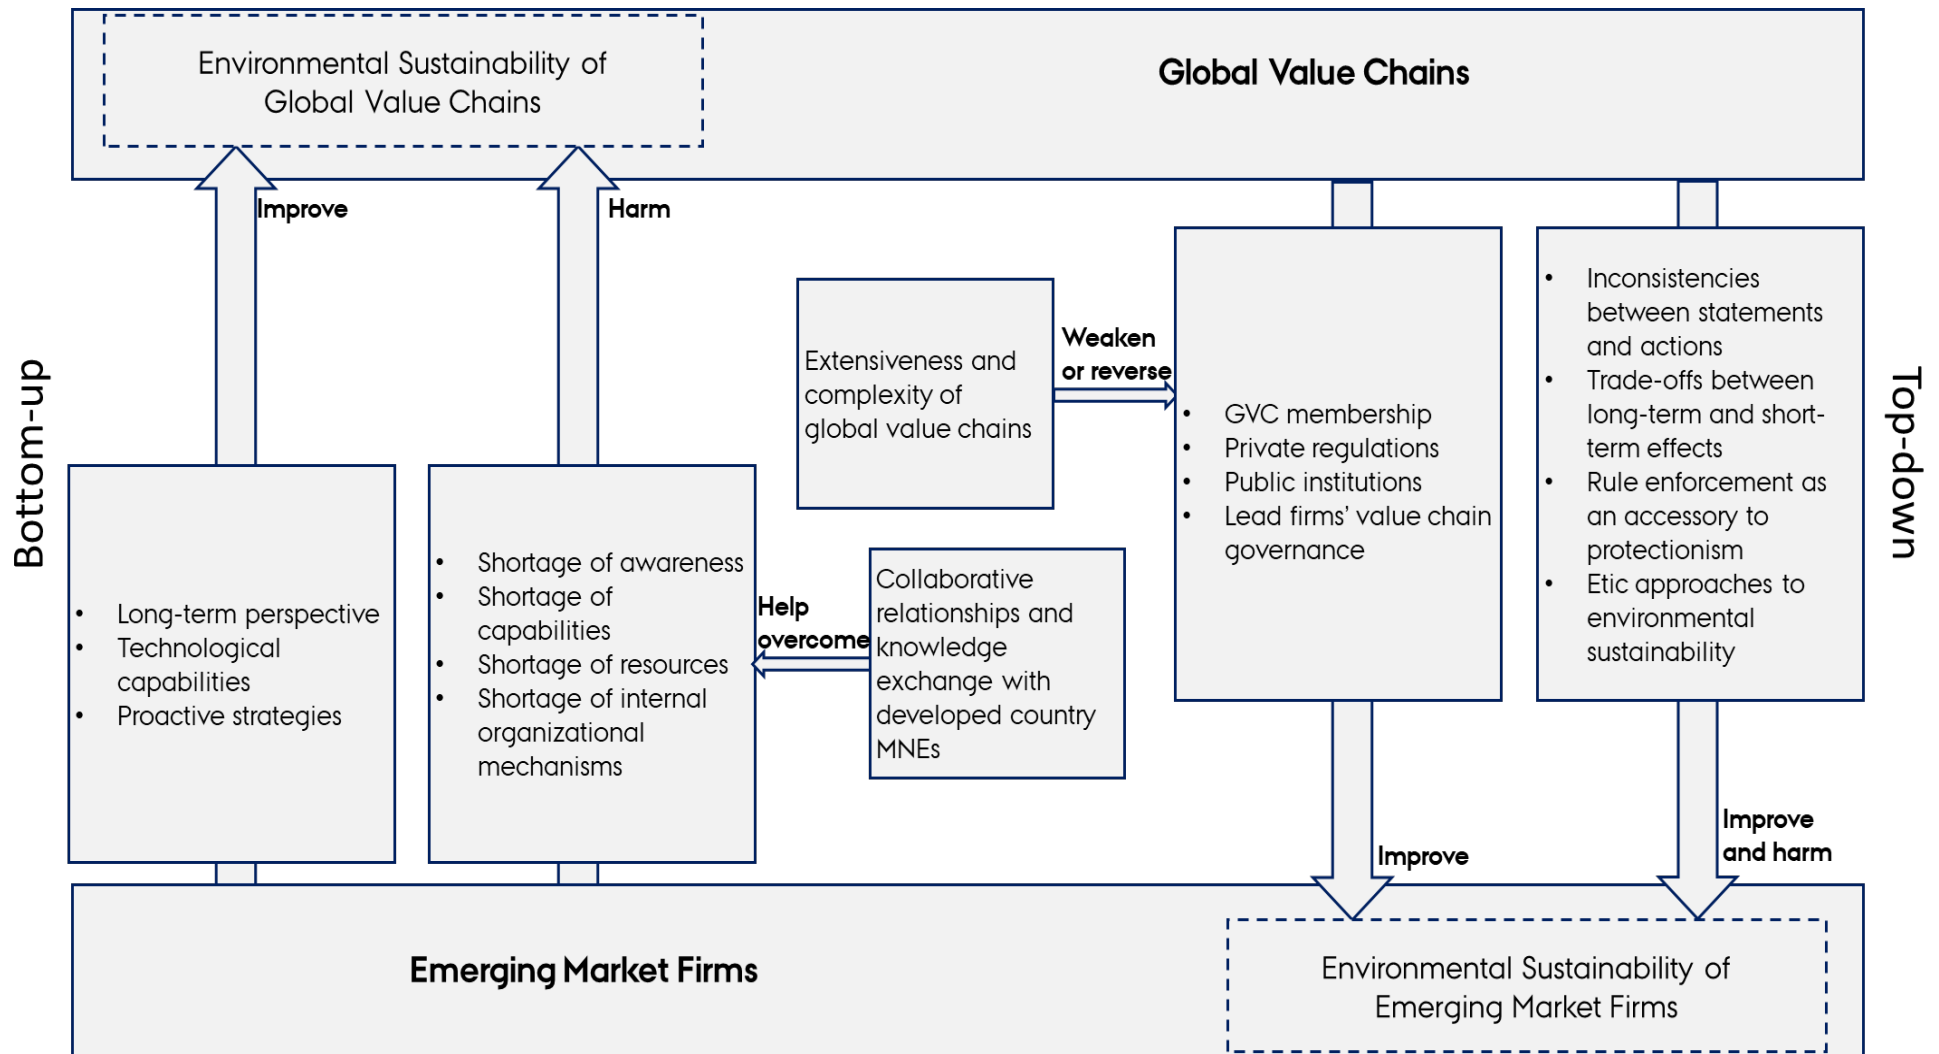 Environmental Sustainability of
Global Value Chains
Global Value Chains
Improve
Harm
Bottom-up
• Long-term perspective
• Technological
capabilities
• Proactive strategies
• Shortage of awareness
• Shortage of
capabilities
• Shortage of resources
• Shortage of internal
organizational
mechanisms
Extensiveness and
complexity of
global value chains
Weaken
or reverse
Help
overcome
Collaborative
relationships and
knowledge
exchange with
developed country
MNEs
• GVC membership
• Private regulations
• Public institutions
• Lead firms' value chain
governance
• Inconsistencies
between statements
and actions
• Trade-offs between
long-term and short-
term effects
• Rule enforcement as
an accessory to
protectionism
• Etic approaches to
environmental
sustainability
Top-down
Improve
Improve
and harm
Emerging Market Firms
Environmental Sustainability of
Emerging Market Firms